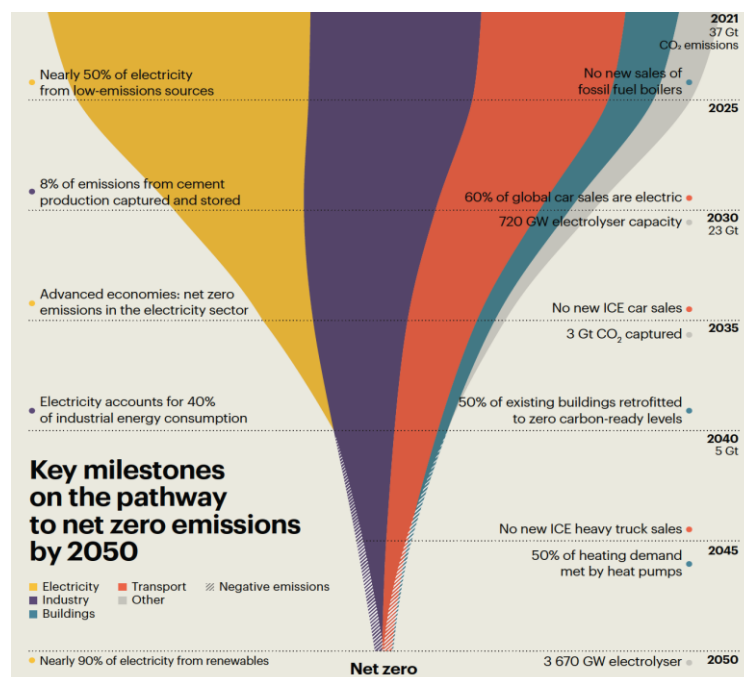 2021
37 Gt
CO₂ emissions
Nearly 50% of electricity
from low-emissions sources
No new sales of
fossil fuel boilers
2025
8% of emissions from cement
production captured and stored
60% of global car sales are electric
2030
23 Gt
720 GW electrolyser capacity
Advanced economies: net zero
emissions in the electricity sector
No new ICE car sales
2035
3 Gt CO₂ captured
Electricity accounts for 40%
of industrial energy consumption
50% of existing buildings retrofitted
to zero carbon-ready levels
2040
5 Gt
Key milestones
on the pathway
to net zero emissions
by 2050
No new ICE heavy truck sales
2045
50% of heating demand
met by heat pumps
Electricity Transport Negative emissions
Industry Other
Buildings
Nearly 90% of electricity from renewables
Net zero
3 670 GW electrolyser
2050